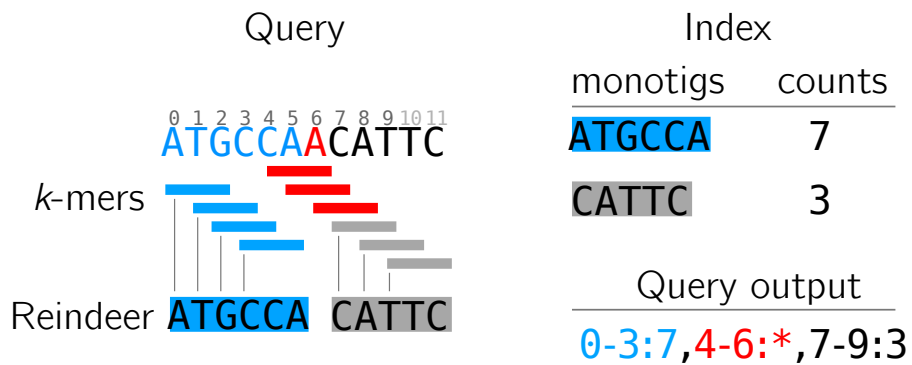 Query
0 1 2 3 4 5 6 7 8 9 10 11
ATGCCAACATTC
k-mers
Reindeer ATGCCA CATTC
Index
monotigs counts
ATGCCA 7
CATTC 3
Query output
0-3:7,4-6:*,7-9:3